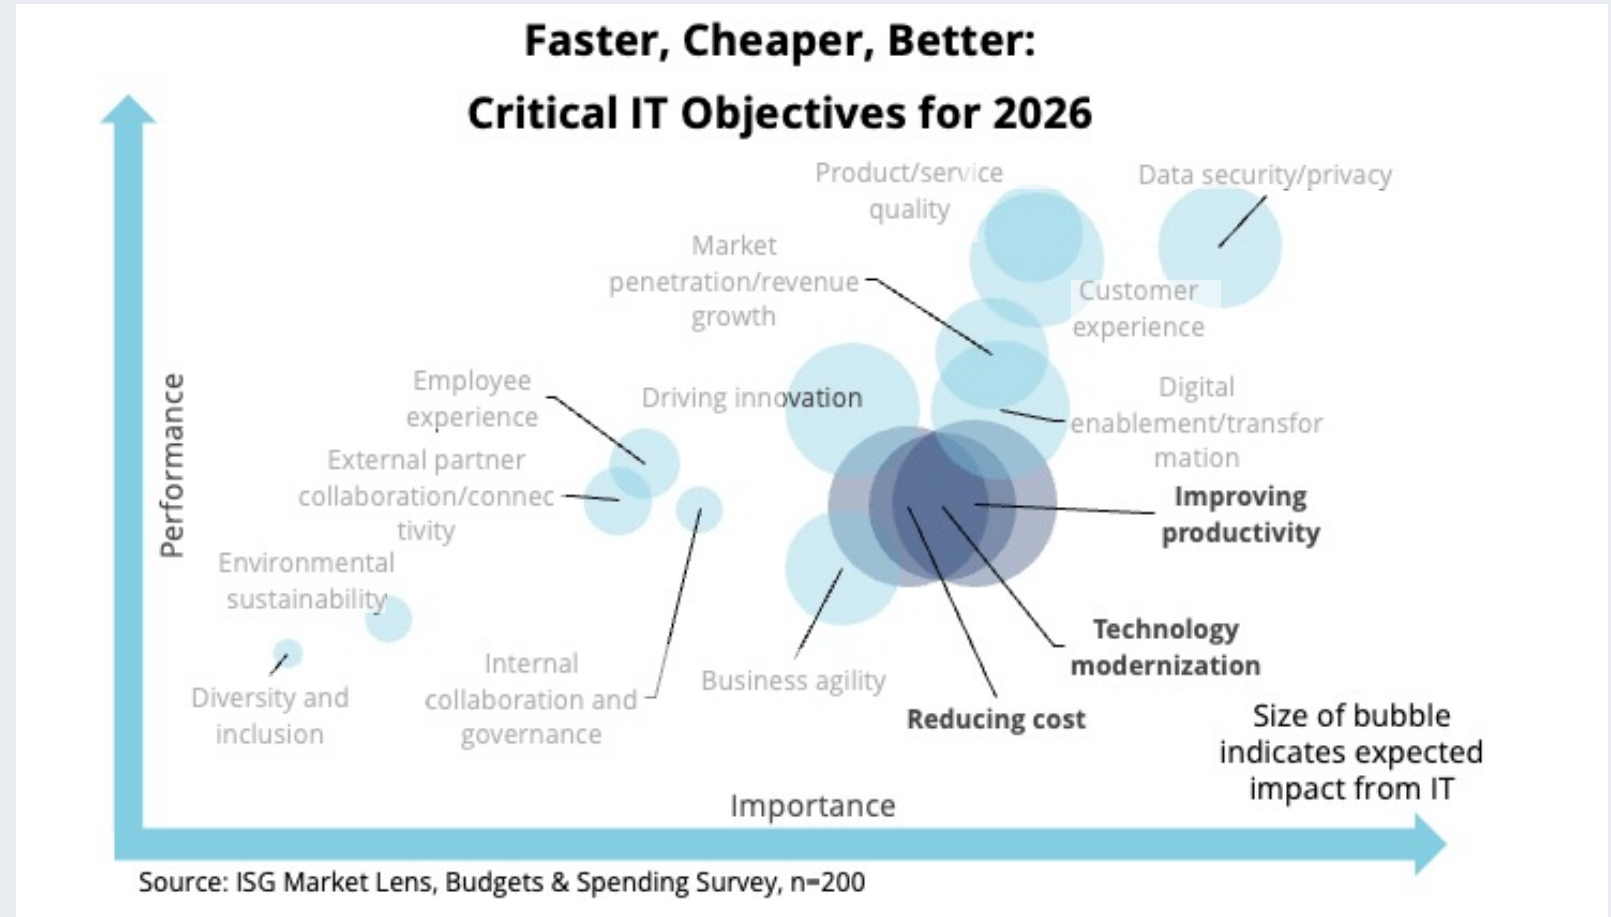 Faster, Cheaper, Better:
Critical IT Objectives for 2026
Product/service
quality
Data security/privacy
Market
penetration/revenue
growth
Customer
experience
Employee
experience
Driving innovation
Digital
enablement/transfor
mation
External partner
collaboration/connec
tivity
Improving
productivity
Performance
Environmental
sustainability
Technology
modernization
Internal
collaboration and
governance
Business agility
Diversity and
inclusion
Reducing cost
Size of bubble
indicates expected
impact from IT
Importance
Source: ISG Market Lens, Budgets & Spending Survey, n=200